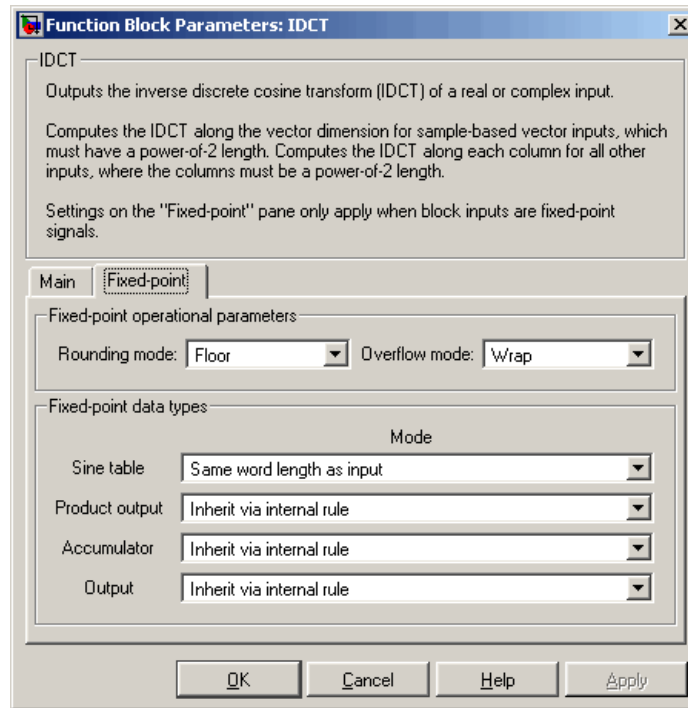 Function Block Parameters: IDCT
IDCT
Outputs the inverse discrete cosine transform (IDCT) of a real or complex input.
Computes the IDCT along the vector dimension for sample-based vector inputs, which
must have a power-of-2 length. Computes the IDCT along each column for all other
inputs, where the columns must be a power-of-2 length.
Settings on the "Fixed-point" pane only apply when block inputs are fixed-point
signals.
Main Fixed-point
Fixed-point operational parameters
Rounding mode: Floor Overflow mode: Wrap
Fixed-point data types
Mode
Sine table Same word length as input
Product output Inherit via internal rule
Accumulator Inherit via internal rule
Output Inherit via internal rule
OK Cancel Help Apply